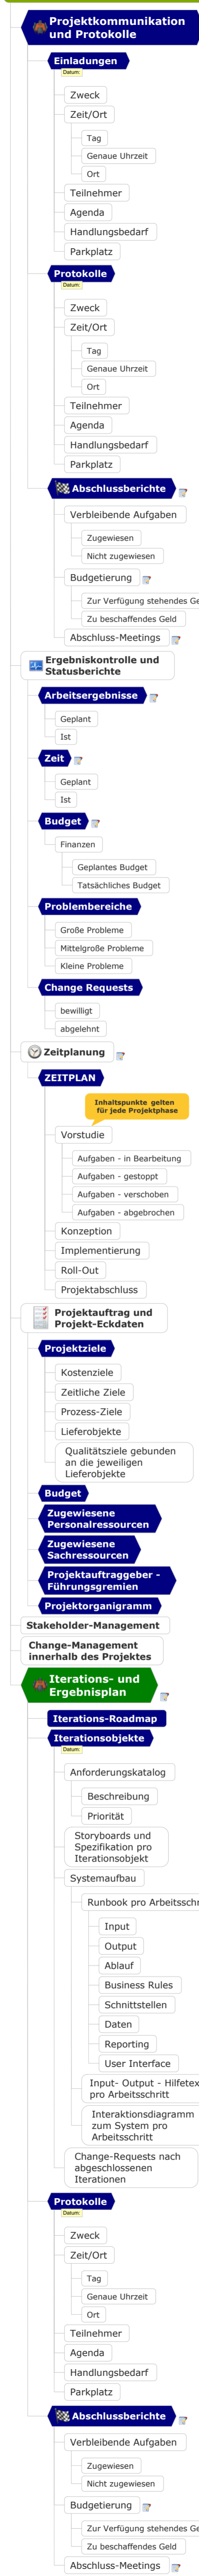 Projektkommunikation
und Protokolle
Einladungen
Datum:
Zweck
Zeit/Ort
Tag
Genaue Uhrzeit
Ort
Teilnehmer
Agenda
Handlungsbedarf
Parkplatz
Protokolle
Datum:
Zweck
Zeit/Ort
Tag
Genaue Uhrzeit
Ort
Teilnehmer
Agenda
Handlungsbedarf
Parkplatz
Abschlussberichte
Verbleibende Aufgaben
Zugewiesen
Nicht zugewiesen
Budgetierung
Zur Verfügung stehendes Ge
Zu beschaffendes Geld
Abschluss-Meetings
Ergebniskontrolle und
Statusberichte
Arbeitsergebnisse
Geplant
Ist
Zeit
Geplant
Ist
Budget
Finanzen
Geplantes Budget
Tatsächliches Budget
Problembereiche
Große Probleme
Mittelgroße Probleme
Kleine Probleme
Change Requests
bewilligt
abgelehnt
Zeitplanung
ZEITPLAN
Inhaltspunkte gelten
für jede Projektphase
Vorstudie
Aufgaben - in Bearbeitung
Aufgaben - gestoppt
Aufgaben - verschoben
Aufgaben - abgebrochen
Konzeption
Implementierung
Roll-Out
Projektabschluss
Projektauftrag und
Projekt-Eckdaten
Projektziele
Kostenziele
Zeitliche Ziele
Prozess-Ziele
Lieferobjekte
Qualitätsziele gebunden
an die jeweiligen
Lieferobjekte
Budget
Zugewiesene
Personalressourcen
Zugewiesene
Sachressourcen
Projektauftraggeber -
Führungsgremien
Projektorganigramm
Stakeholder-Management
Change-Management
innerhalb des Projektes
Iterations- und
Ergebnisplan
Iterations-Roadmap
Iterationsobjekte
Datum:
Anforderungskatalog
Beschreibung
Priorität
Storyboards und
Spezifikation pro
Iterationsobjekt
Systemaufbau
Runbook pro Arbeitsschr
Input
Output
Ablauf
Business Rules
Schnittstellen
Daten
Reporting
User Interface
Input- Output - Hilfetex
pro Arbeitsschritt
Interaktionsdiagramm
zum System pro
Arbeitsschritt
Change-Requests nach
abgeschlossenen
Iterationen
Protokolle
Datum:
Zweck
Zeit/Ort
Tag
Genaue Uhrzeit
Ort
Teilnehmer
Agenda
Handlungsbedarf
Parkplatz
Abschlussberichte
Verbleibende Aufgaben
Zugewiesen
Nicht zugewiesen
Budgetierung
Zur Verfügung stehendes Ge
Zu beschaffendes Geld
Abschluss-Meetings